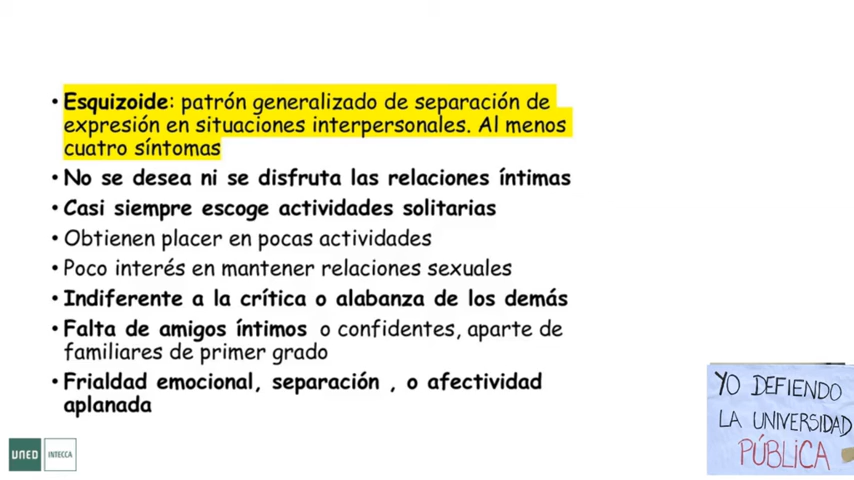 • Esquizoide: patrón generalizado de separación de
expresión en situaciones interpersonales. Al menos
cuatro síntomas
• No se desea ni se disfruta las relaciones íntimas
• Casi siempre escoge actividades solitarias
• Obtienen placer en pocas actividades
• Poco interés en mantener relaciones sexuales
• Indiferente a la crítica o alabanza de los demás
• Falta de amigos íntimos o confidentes, aparte de
familiares de primer grado
• Frialdad emocional, separación , o afectividad
aplanada
UNED INTECCA
YO DEFIENDO
LA UNIVERSIDAD
PÚBLICA